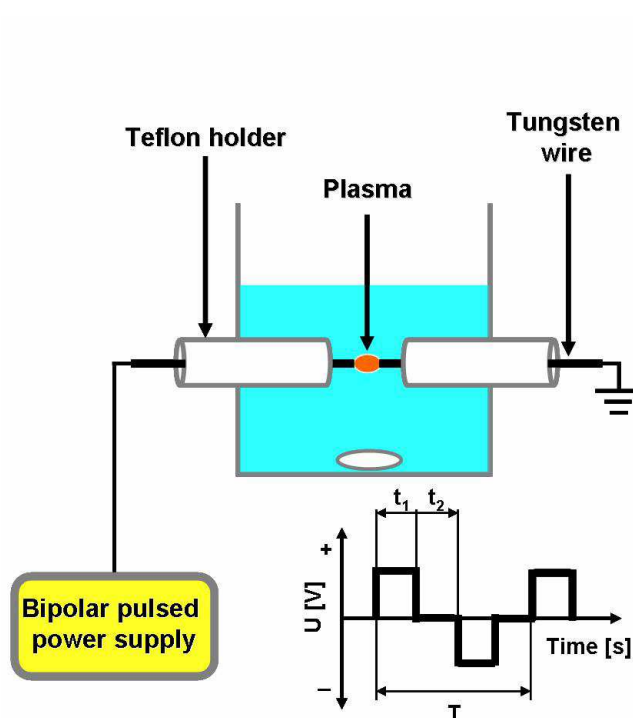 Teflon holder
Tungsten
wire
Plasma
t1 t2
+
U [V]
Time [s]
–
T
Bipolar pulsed
power supply